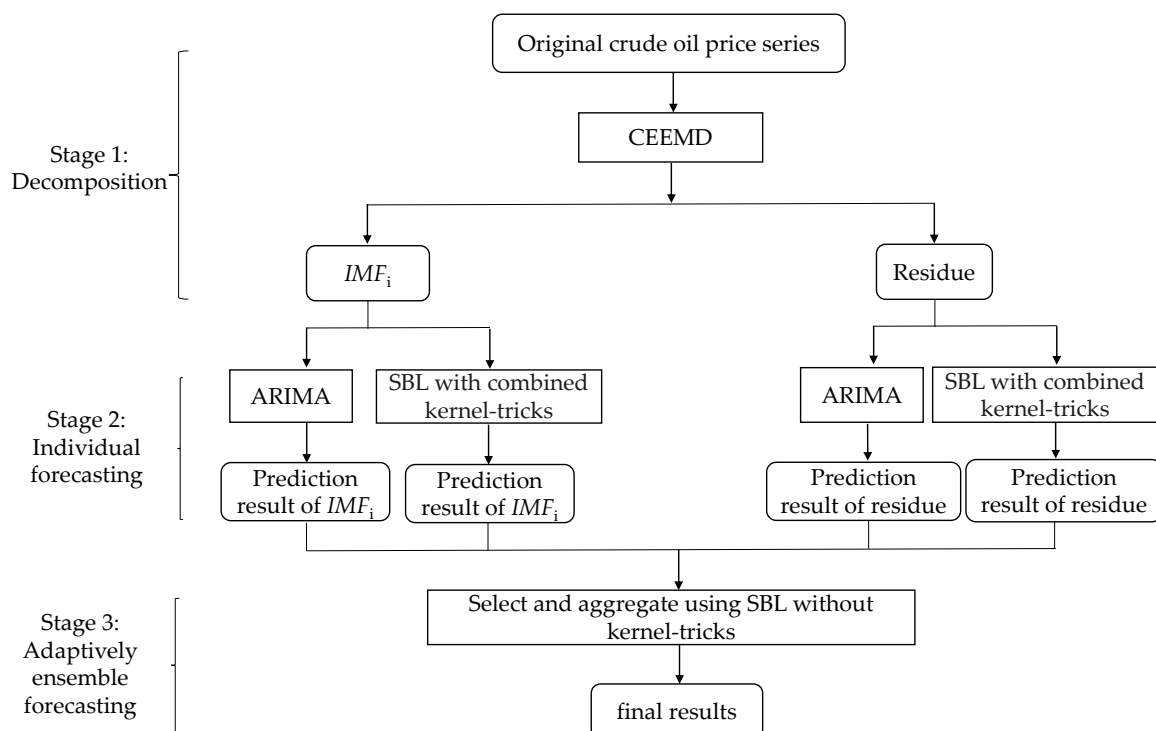 Original crude oil price series
CEEMD
Stage 1:
Decomposition
IMFi
Residue
Stage 2:
Individual
forecasting
ARIMA
SBL with combined
kernel-tricks
ARIMA
SBL with combined
kernel-tricks
Prediction
result of IMFi
Prediction
result of IMFi
Prediction
result of residue
Prediction
result of residue
Stage 3:
Adaptively
ensemble
forecasting
Select and aggregate using SBL without
kernel-tricks
final results